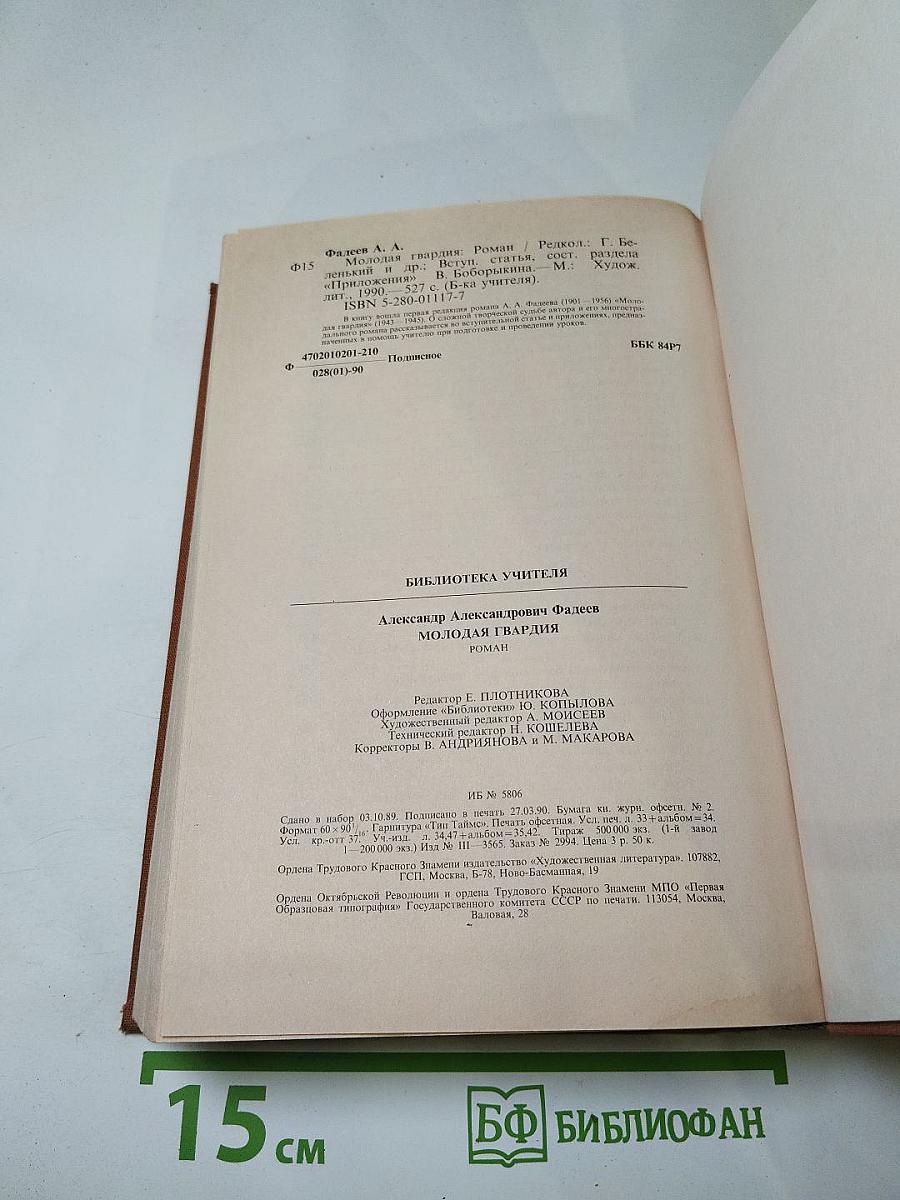 Фадеев А. А.
Ф15 Молодая гвардия: Роман / Редкол.: Г. Бе-
ленький и др.; Вступ. статья, сост. раздела
«Приложения» В. Боборыкина.— М.: Худож.
лит., 1990.— 527 с. (Б-ка учителя).
ISBN 5-280-01117-7
В книгу вошла первая редакция романа А. А. Фадеева (1901—1956) «Моло-
дая гвардия» (1943—1945). О сложной творческой судьбе автора и его многостра-
дального романа рассказывается во вступительной статье и приложениях, предназ-
наченных в помощь учителю при подготовке и проведении уроков.
Ф 4702010201-210 Подписное
028(01)-90
ББК 84Р7
БИБЛИОТЕКА УЧИТЕЛЯ
Александр Александрович Фадеев
МОЛОДАЯ ГВАРДИЯ
РОМАН
Редактор Е. ПЛОТНИКОВА
Оформление «Библиотеки» Ю. КОПЫЛОВА
Художественный редактор А. МОИСЕЕВ
Технический редактор Н. КОШЕЛЕВА
Корректоры В. АНДРИЯНОВА и М. МАКАРОВА
ИБ № 5806
Сдано в набор 03.10.89. Подписано в печать 27.03.90. Бумага кн. журн. офсетн. № 2.
Формат 60×90 1/16. Гарнитура «Тип Таймс». Печать офсетная. Усл. печ. л. 33+альбом=34.
Усл. кр.-отт 37. Уч.-изд. л. 34,47+альбом=35,42. Тираж 500 000 экз. (1-й завод
1—200 000 экз.) Изд № III—3565. Заказ № 2994. Цена 3 р. 50 к.
Ордена Трудового Красного Знамени издательство «Художественная литература». 107882,
ГСП, Москва, Б-78, Ново-Басманная, 19
Ордена Октябрьской Революции и ордена Трудового Красного Знамени МПО «Первая
Образцовая типография» Государственного комитета СССР по печати. 113054, Москва,
Валовая, 28
15 см
БФ БИБЛИОФАН